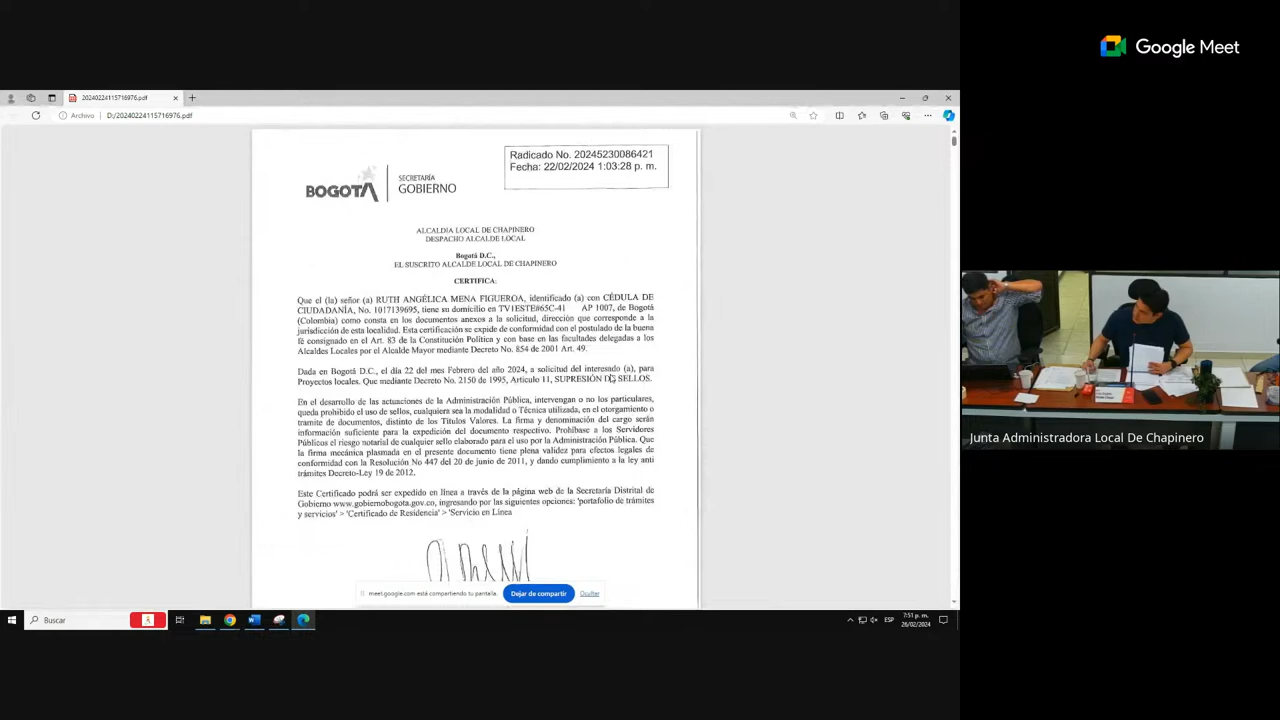 Google Meet
20240224115716976.pdf
Archivo
D:/20240224115716976.pdf
Radicado No. 20245230086421
Fecha: 22/02/2024 1:03:28 p. m.
BOGOTÁ
SECRETARÍA
GOBIERNO
ALCALDIA LOCAL DE CHAPINERO
DESPACHO ALCALDE LOCAL
Bogotá D.C.,
EL SUSCRITO ALCALDE LOCAL DE CHAPINERO
CERTIFICA:
Que el (la) señor (a) RUTH ANGÉLICA MENA FIGUEROA, identificado (a) con CÉDULA DE
CIUDADANÍA, No. 1017139695, tiene su domicilio en TV1ESTE#65C-41 AP 1007, de Bogotá
(Colombia) como consta en los documentos anexos a la solicitud, dirección que corresponde a la
jurisdicción de esta localidad. Esta certificación se expide de conformidad con el postulado de la buena
fé consignado en el Art. 83 de la Constitución Política y con base en las facultades delegadas a los
Alcaldes Locales por el Alcalde Mayor mediante Decreto No. 854 de 2001 Art. 49.
Dada en Bogotá D.C., el día 22 del mes Febrero del año 2024, a solicitud del interesado (a), para
Proyectos locales. Que mediante Decreto No. 2150 de 1995, Artículo 11, SUPRESIÓN DE SELLOS.
En el desarrollo de las actuaciones de la Administración Pública, intervengan o no los particulares,
queda prohibido el uso de sellos, cualquiera sea la modalidad o Técnica utilizada, en el otorgamiento o
tramite de documentos, distinto de los Títulos Valores. La firma y denominación del cargo serán
información suficiente para la expedición del documento respectivo. Prohíbase a los Servidores
Públicos el riesgo notarial de cualquier sello elaborado para el uso por la Administración Pública. Que
la firma mecánica plasmada en el presente documento tiene plena validez para efectos legales de
conformidad con la Resolución No 447 del 20 de junio de 2011, y dando cumplimiento a la ley anti
trámites Decreto-Ley 19 de 2012.
Este Certificado podrá ser expedido en línea a través de la página web de la Secretaría Distrital de
Gobierno www.gobiernobogota.gov.co, ingresando por las siguientes opciones: 'portafolio de trámites
y servicios' > 'Certificado de Residencia' > 'Servicio en Línea
meet.google.com está compartiendo tu pantalla.
Dejar de compartir
Ocultar
Junta Administradora Local De Chapinero
Buscar
ESP
7:51 p. m.
26/02/2024